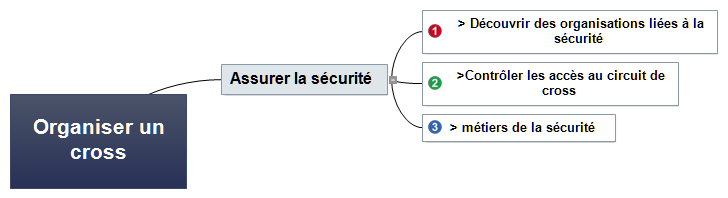 Organiser un
cross
Assurer la sécurité
1 > Découvrir des organisations liées à la
sécurité
2 >Contrôler les accès au circuit de
cross
3 > métiers de la sécurité